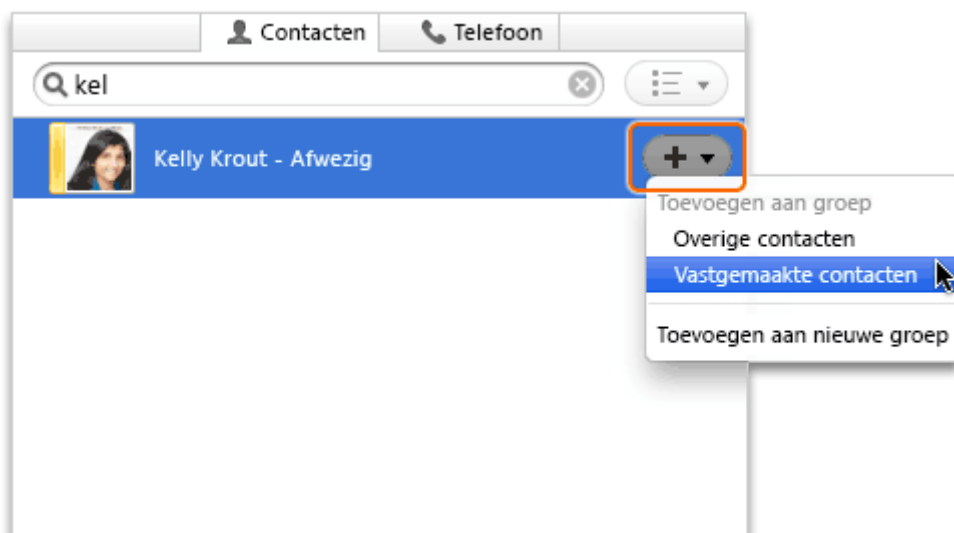 Contacten
Telefoon
kel
Kelly Krout - Afwezig
Toevoegen aan groep
Overige contacten
Vastgemaakte contacten
Toevoegen aan nieuwe groep